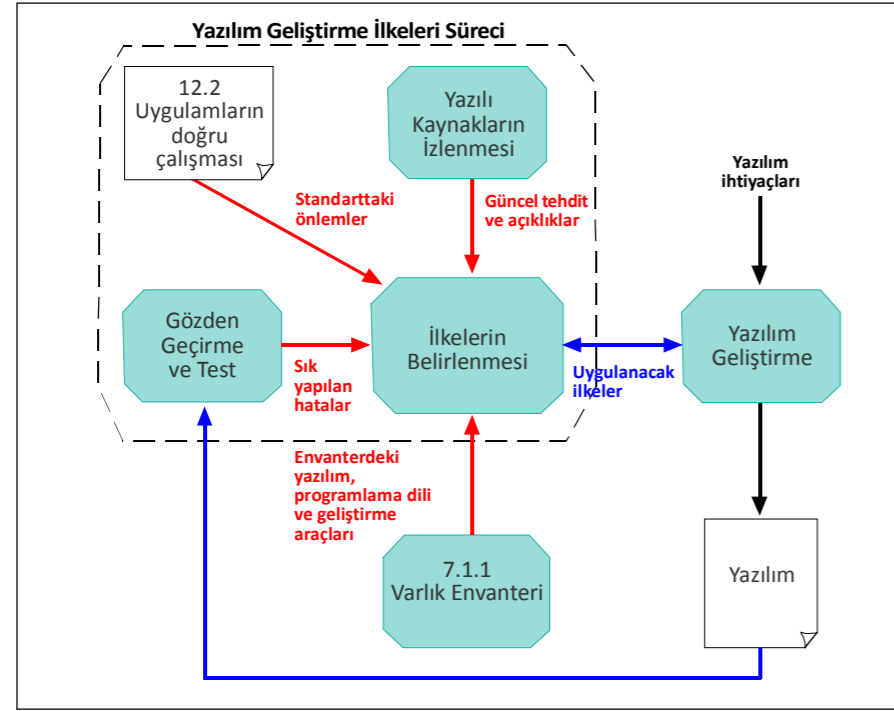 Yazılım Geliştirme İlkeleri Süreci
12.2
Uygulamların
doğru
çalışması
Yazılı
Kaynakların
İzlenmesi
Yazılım
ihtiyaçları
Standarttaki
önlemler
Güncel tehdit
ve açıklıklar
Gözden
Geçirme
ve Test
İlkelerin
Belirlenmesi
Yazılım
Geliştirme
Sık
yapılan
hatalar
Uygulanacak
ilkeler
Envanterdeki
yazılım,
programlama dili
ve geliştirme
araçları
7.1.1
Varlık Envanteri
Yazılım